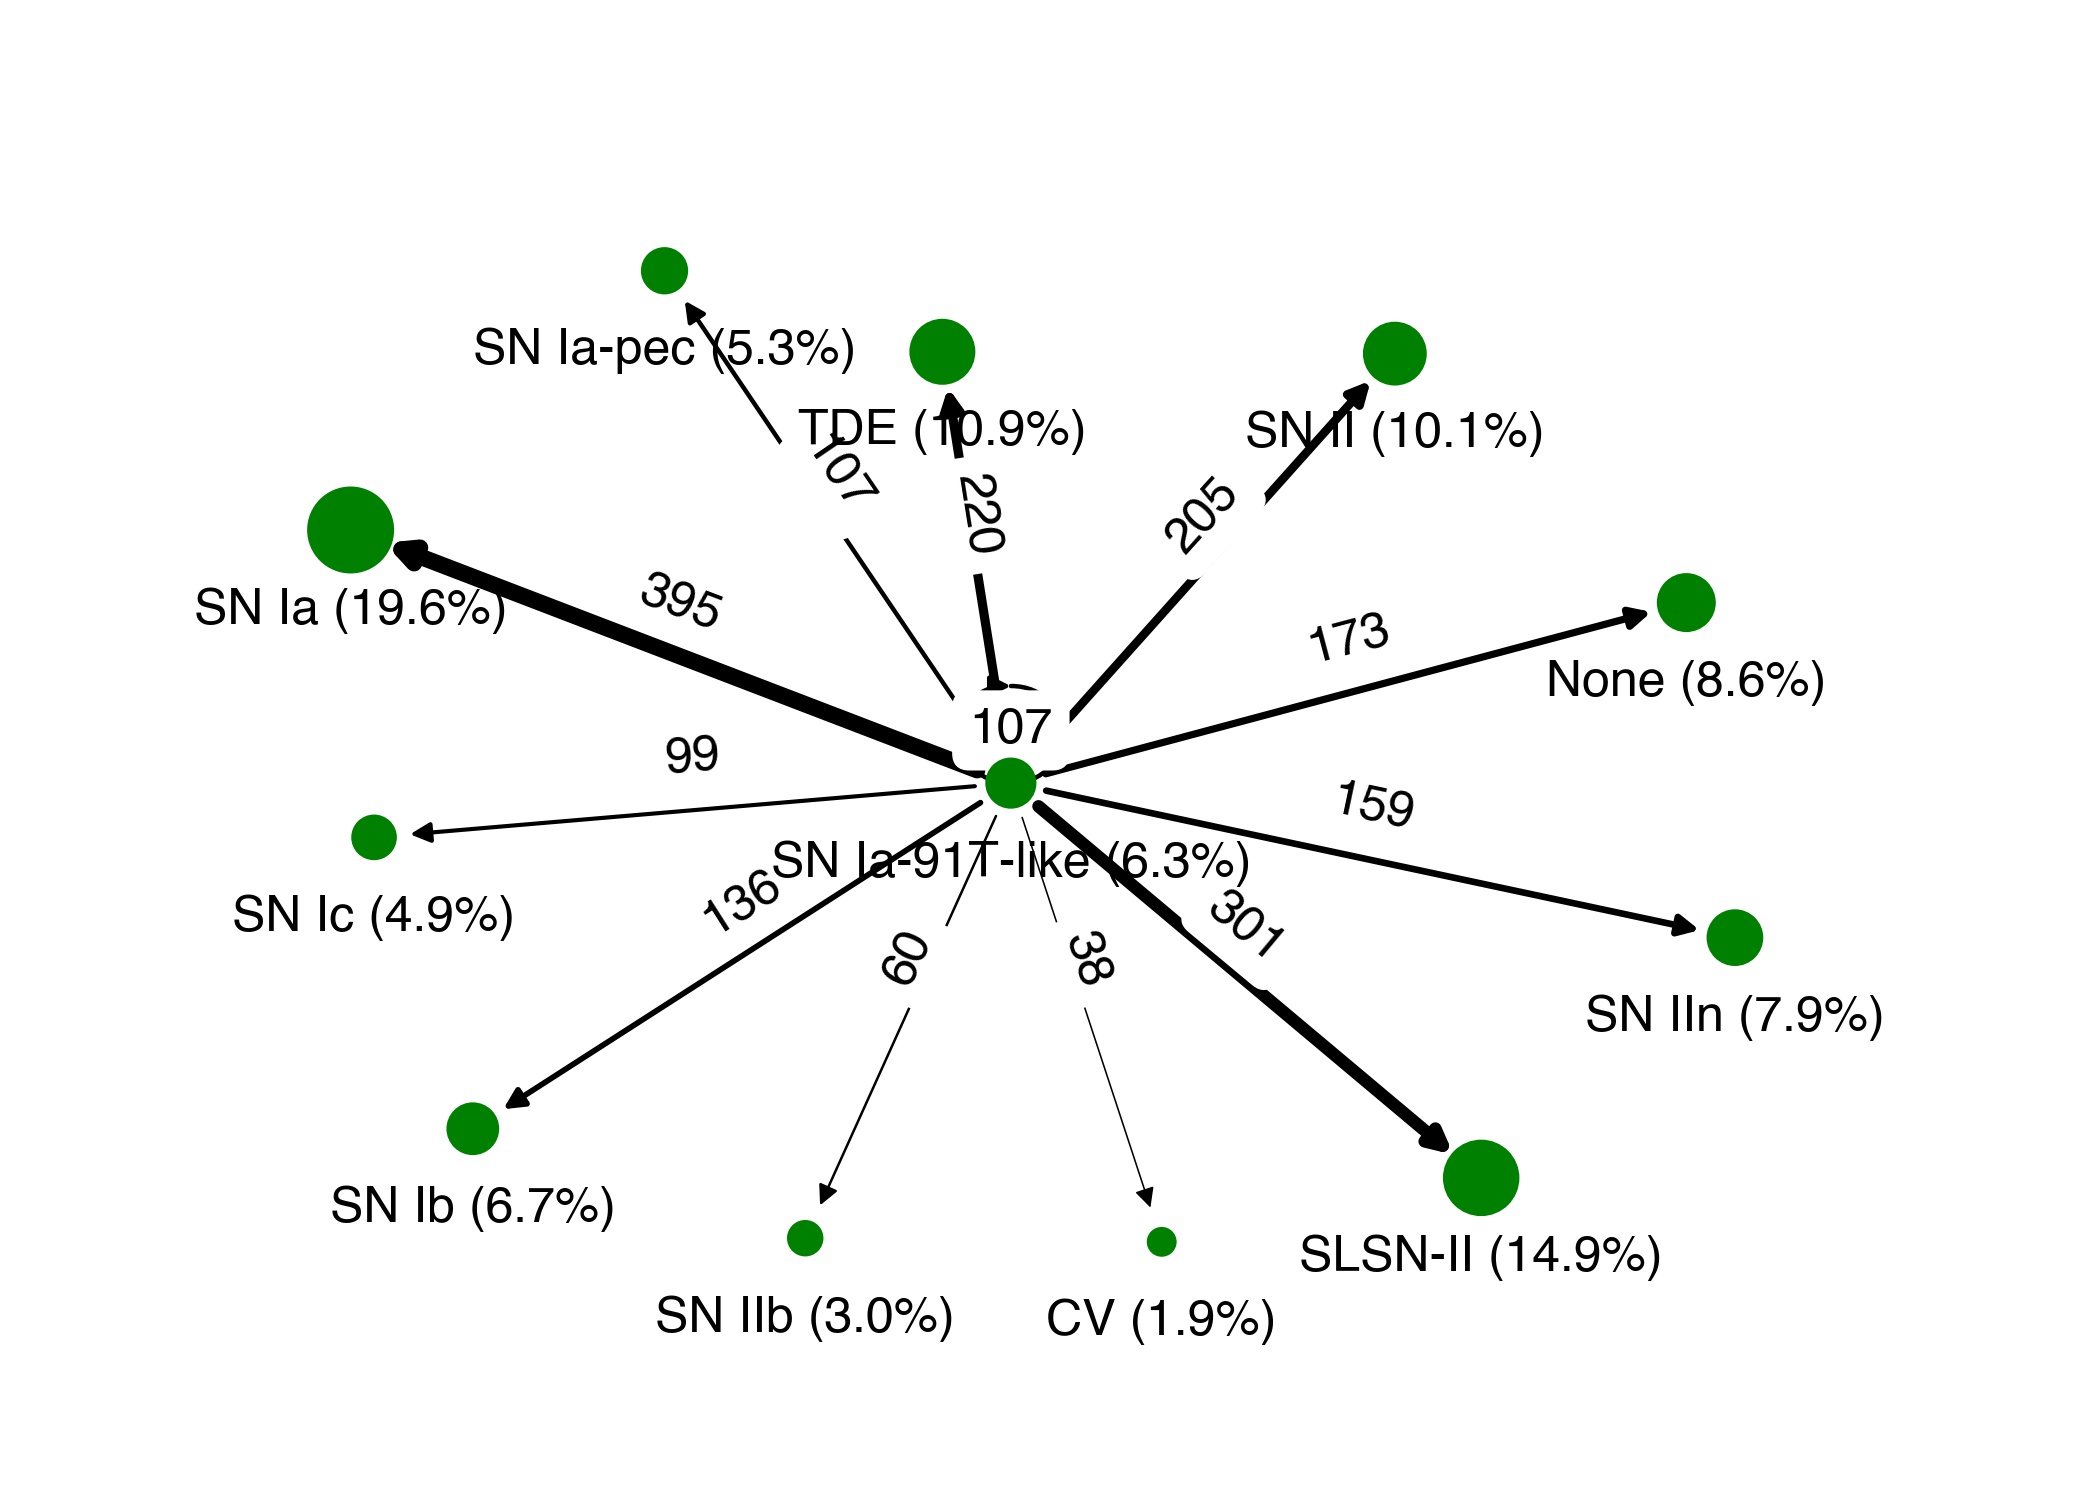 SN Ia-pec (5.3%)
TDE (10.9%)
SN II (10.1%)
107
220
205
395
173
SN Ia (19.6%)
None (8.6%)
107
99
159
SN Ia-91T-like (6.3%)
136
301
SN Ic (4.9%)
60
38
SN IIn (7.9%)
SN Ib (6.7%)
SLSN-II (14.9%)
SN IIb (3.0%)
CV (1.9%)